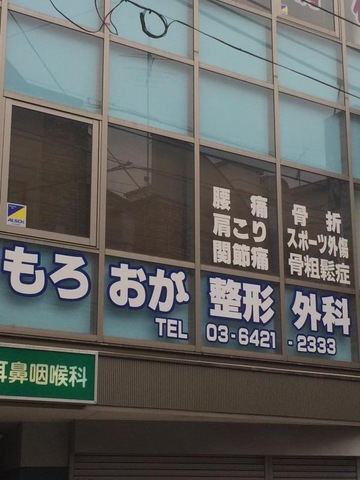 腰痛 骨折
肩こり スポーツ外傷
関節痛 骨粗鬆症
もろおか整形外科
TEL 03-6421-2333
耳鼻咽喉科
ALSOK